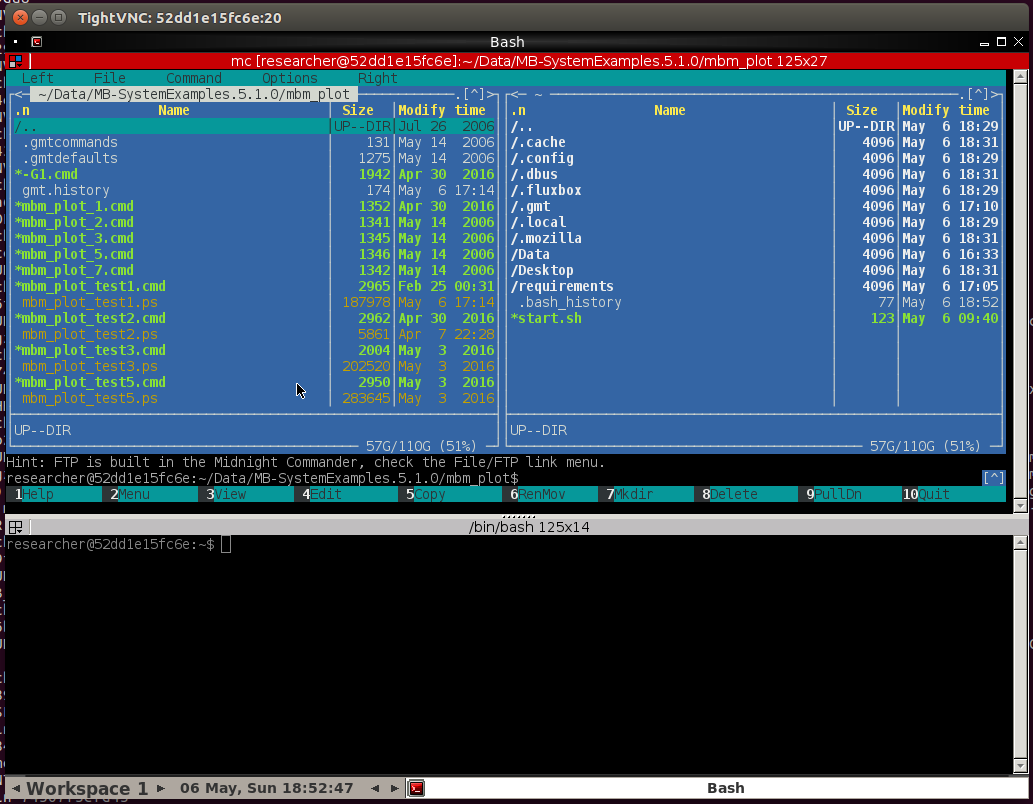 TightVNC: 52dd1e15fc6e:20
Bash
mc [researcher@52dd1e15fc6e]:~/Data/MB-SystemExamples.5.1.0/mbm_plot 125x27
Left File Command Options Right
<─ ~/Data/MB-SystemExamples.5.1.0/mbm_plot .[^]> <─ ~ .[^]>
.n Name Size Modify time .n Name Size Modify time
/.. UP--DIR Jul 26 2006 /.. UP--DIR May 6 18:29
.gmtcommands 131 May 14 2006 /.cache 4096 May 6 18:31
.gmtdefaults 1275 May 14 2006 /.config 4096 May 6 18:29
*-G1.cmd 1942 Apr 30 2016 /.dbus 4096 May 6 18:31
gmt.history 174 May 6 17:14 /.fluxbox 4096 May 6 18:29
*mbm_plot_1.cmd 1352 Apr 30 2016 /.gmt 4096 May 6 17:10
*mbm_plot_2.cmd 1341 May 14 2006 /.local 4096 May 6 18:29
*mbm_plot_3.cmd 1345 May 14 2006 /.mozilla 4096 May 6 18:31
*mbm_plot_5.cmd 1346 May 14 2006 /Data 4096 May 6 16:33
*mbm_plot_7.cmd 1342 May 14 2006 /Desktop 4096 May 6 18:31
*mbm_plot_test1.cmd 2965 Feb 25 00:31 /requirements 4096 May 6 17:05
mbm_plot_test1.ps 187978 May 6 17:14 .bash_history 77 May 6 18:52
*mbm_plot_test2.cmd 2962 Apr 30 2016 *start.sh 123 May 6 09:40
mbm_plot_test2.ps 5861 Apr 7 22:28
*mbm_plot_test3.cmd 2004 May 3 2016
mbm_plot_test3.ps 202520 May 3 2016
*mbm_plot_test5.cmd 2950 May 3 2016
mbm_plot_test5.ps 283645 May 3 2016
UP--DIR UP--DIR
57G/110G (51%) 57G/110G (51%)
Hint: FTP is built in the Midnight Commander, check the File/FTP link menu.
researcher@52dd1e15fc6e:~/Data/MB-SystemExamples.5.1.0/mbm_plot$ [^]
1Help 2Menu 3View 4Edit 5Copy 6RenMov 7Mkdir 8Delete 9PullDn 10Quit
/bin/bash 125x14
researcher@52dd1e15fc6e:~$
Workspace 1 06 May, Sun 18:52:47 Bash